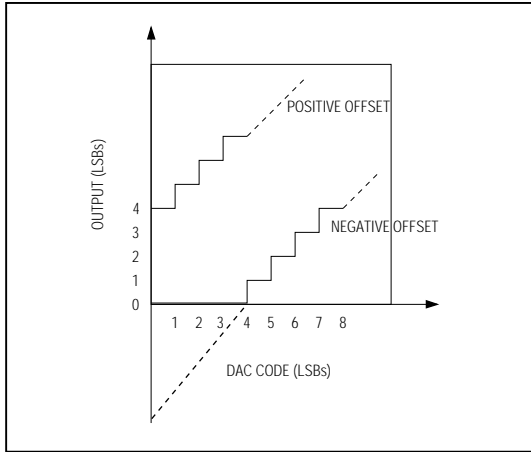 POSITIVE OFFSET
OUTPUT (LSBs)
4
3
2
1
0
NEGATIVE OFFSET
1 2 3 4 5 6 7 8
DAC CODE (LSBs)